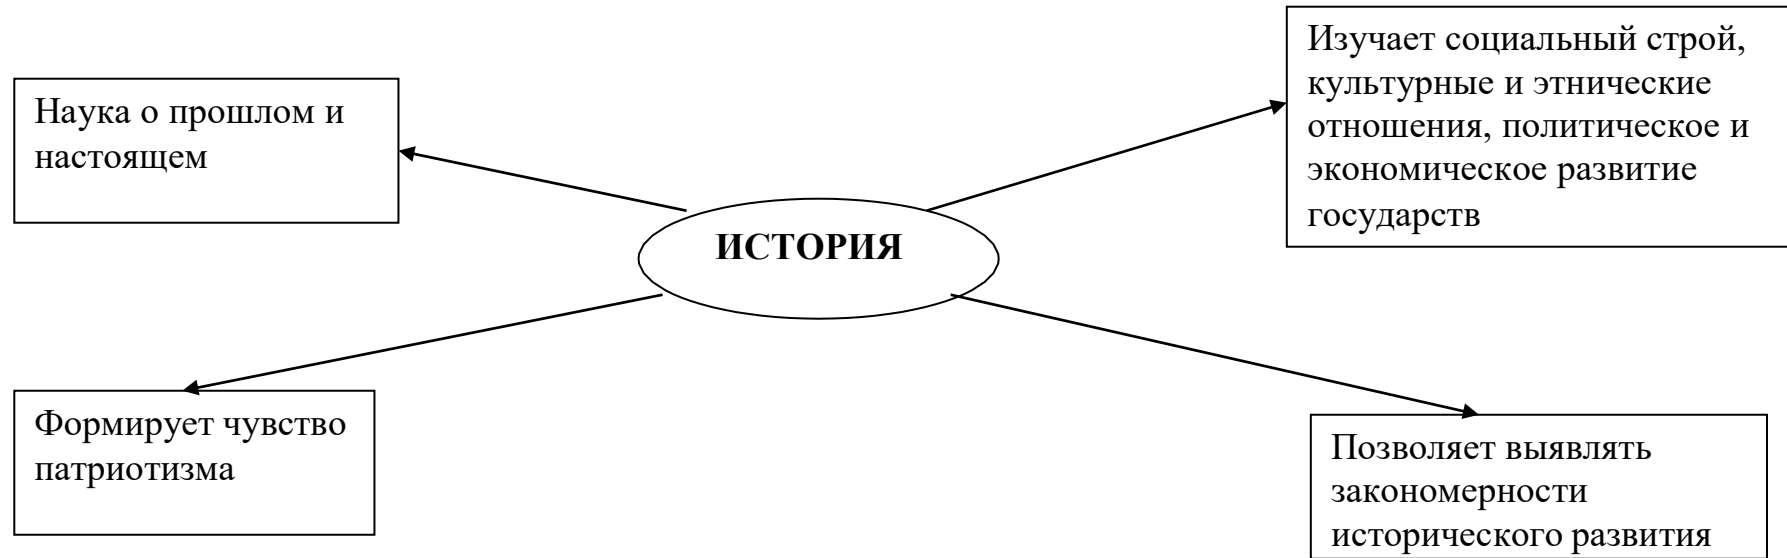 Наука о прошлом и
настоящем
Изучает социальный строй,
культурные и этнические
отношения, политическое и
экономическое развитие
государств
ИСТОРИЯ
Формирует чувство
патриотизма
Позволяет выявлять
закономерности
исторического развития